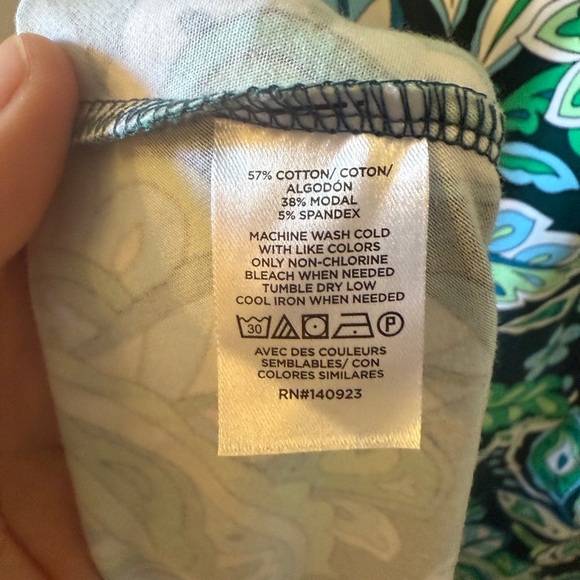 57% COTTON/ COTON/
ALGODÓN
38% MODAL
5% SPANDEX
MACHINE WASH COLD
WITH LIKE COLORS
ONLY NON-CHLORINE
BLEACH WHEN NEEDED
TUMBLE DRY LOW
COOL IRON WHEN NEEDED
30 P
AVEC DES COULEURS
SEMBLABLES/ CON
COLORES SIMILARES
RN#140923